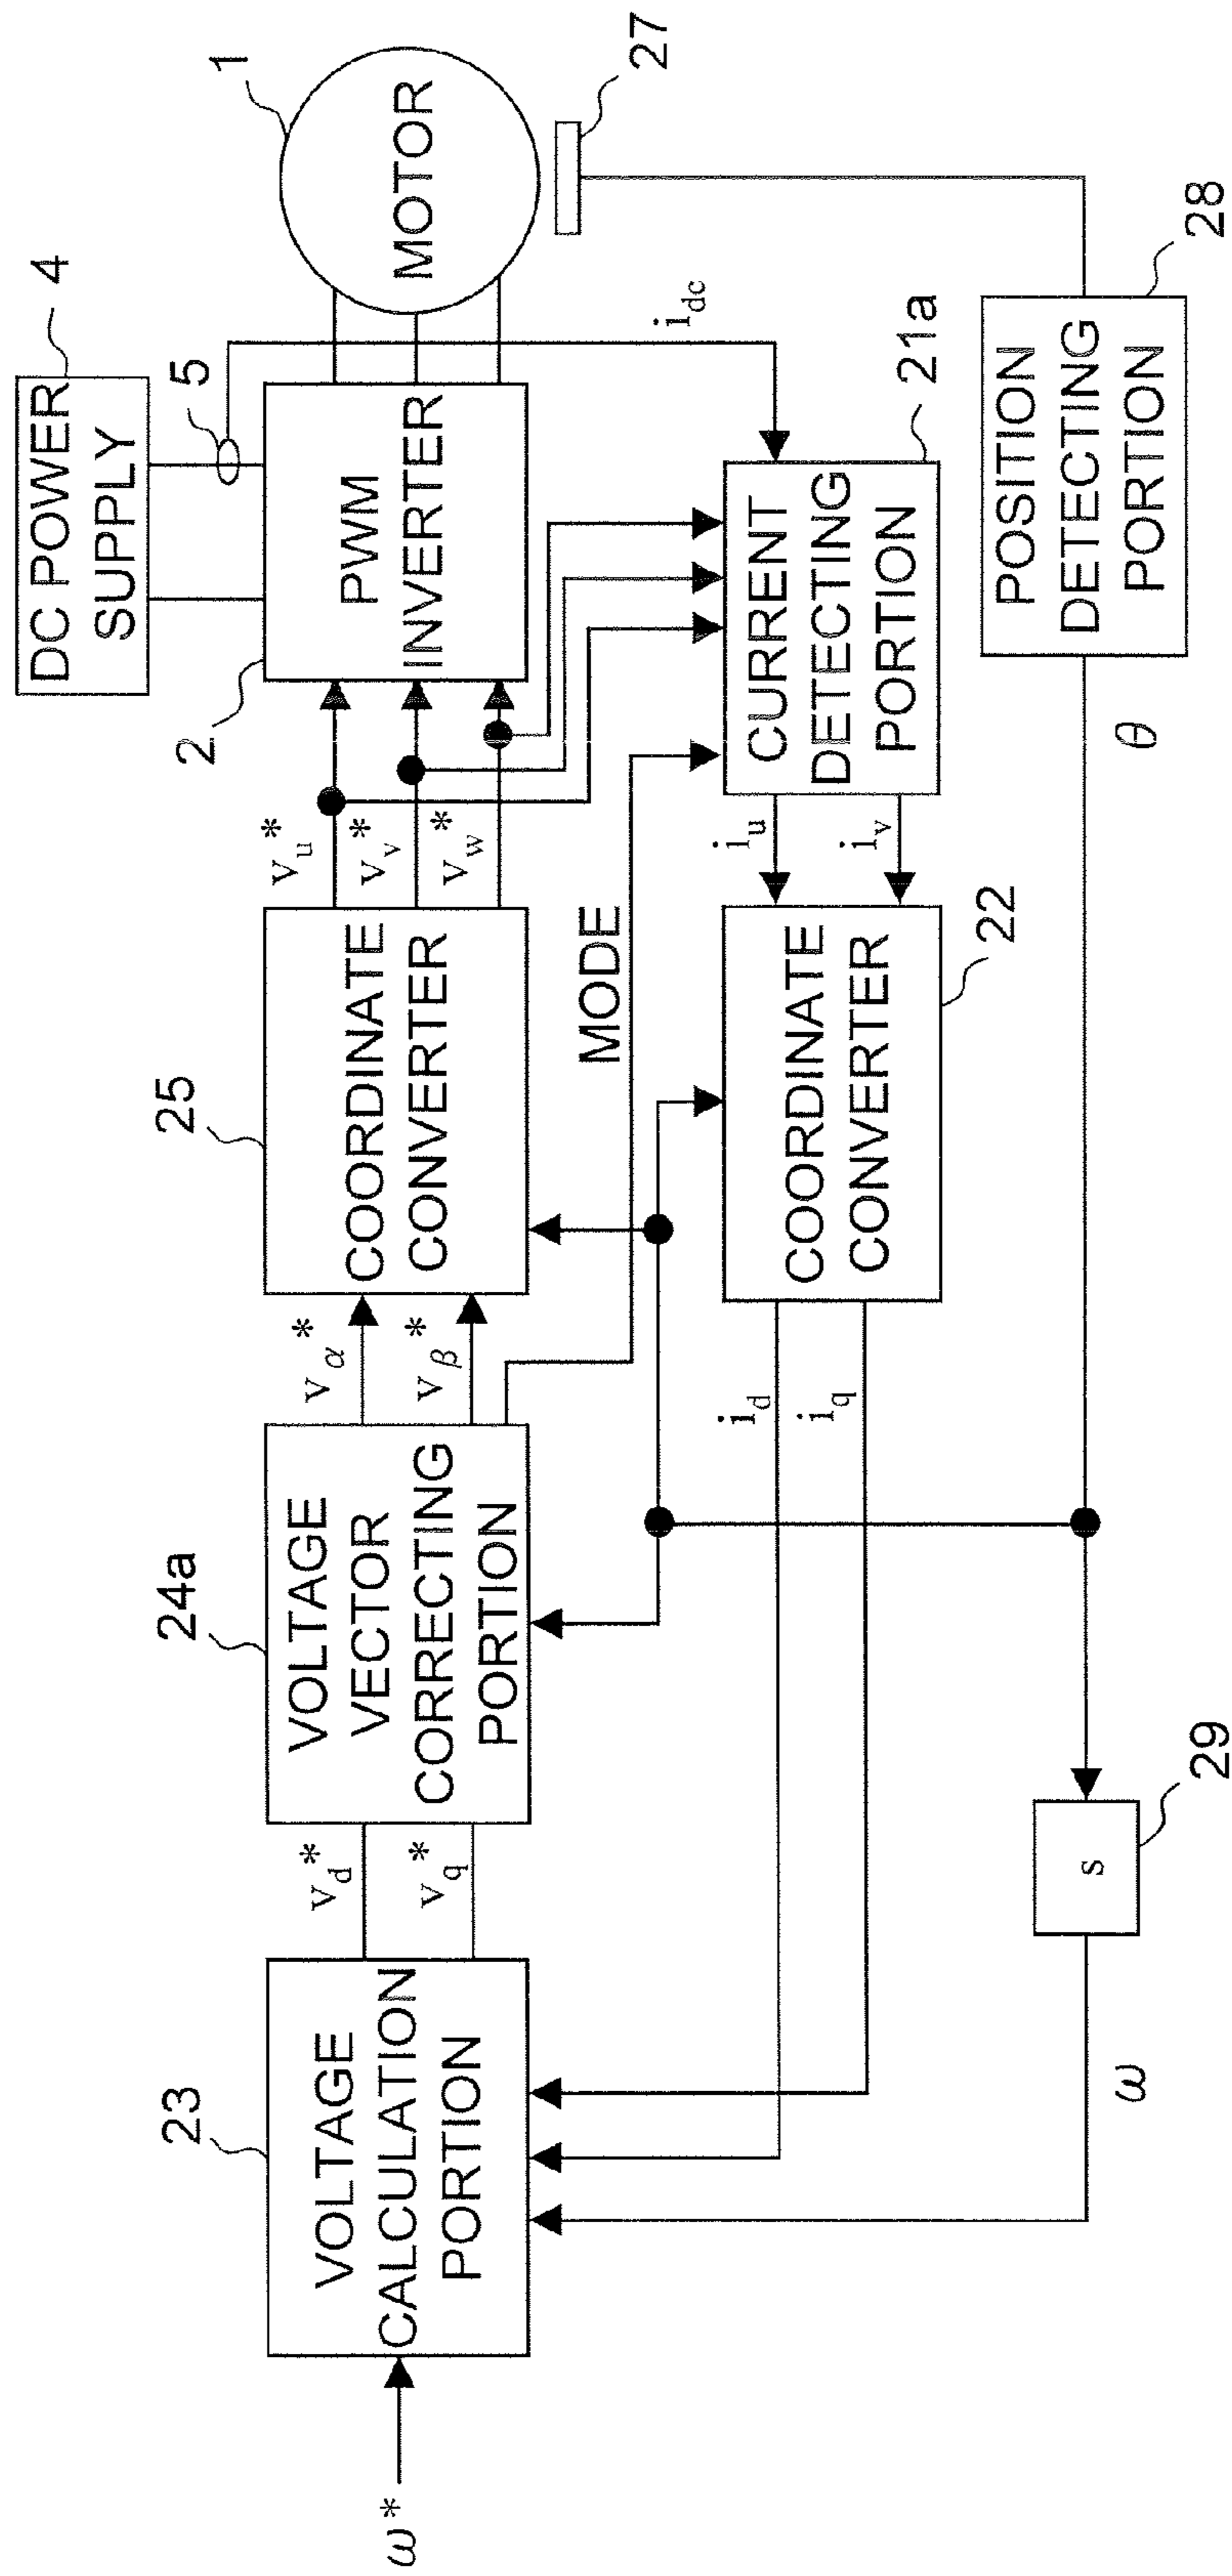 DC POWER
SUPPLY
4
5
1
MOTOR
27
2
PWM
INVERTER
i_dc
v_u*
v_v*
v_w*
25
COORDINATE
CONVERTER
MODE
v_α*
v_β*
24a
VOLTAGE
VECTOR
CORRECTING
PORTION
v_d*
v_q*
23
VOLTAGE
CALCULATION
PORTION
ω*
CURRENT
DETECTING
PORTION
21a
i_u
i_v
COORDINATE
CONVERTER
22
i_d
i_q
POSITION
DETECTING
PORTION
28
θ
s
29
ω